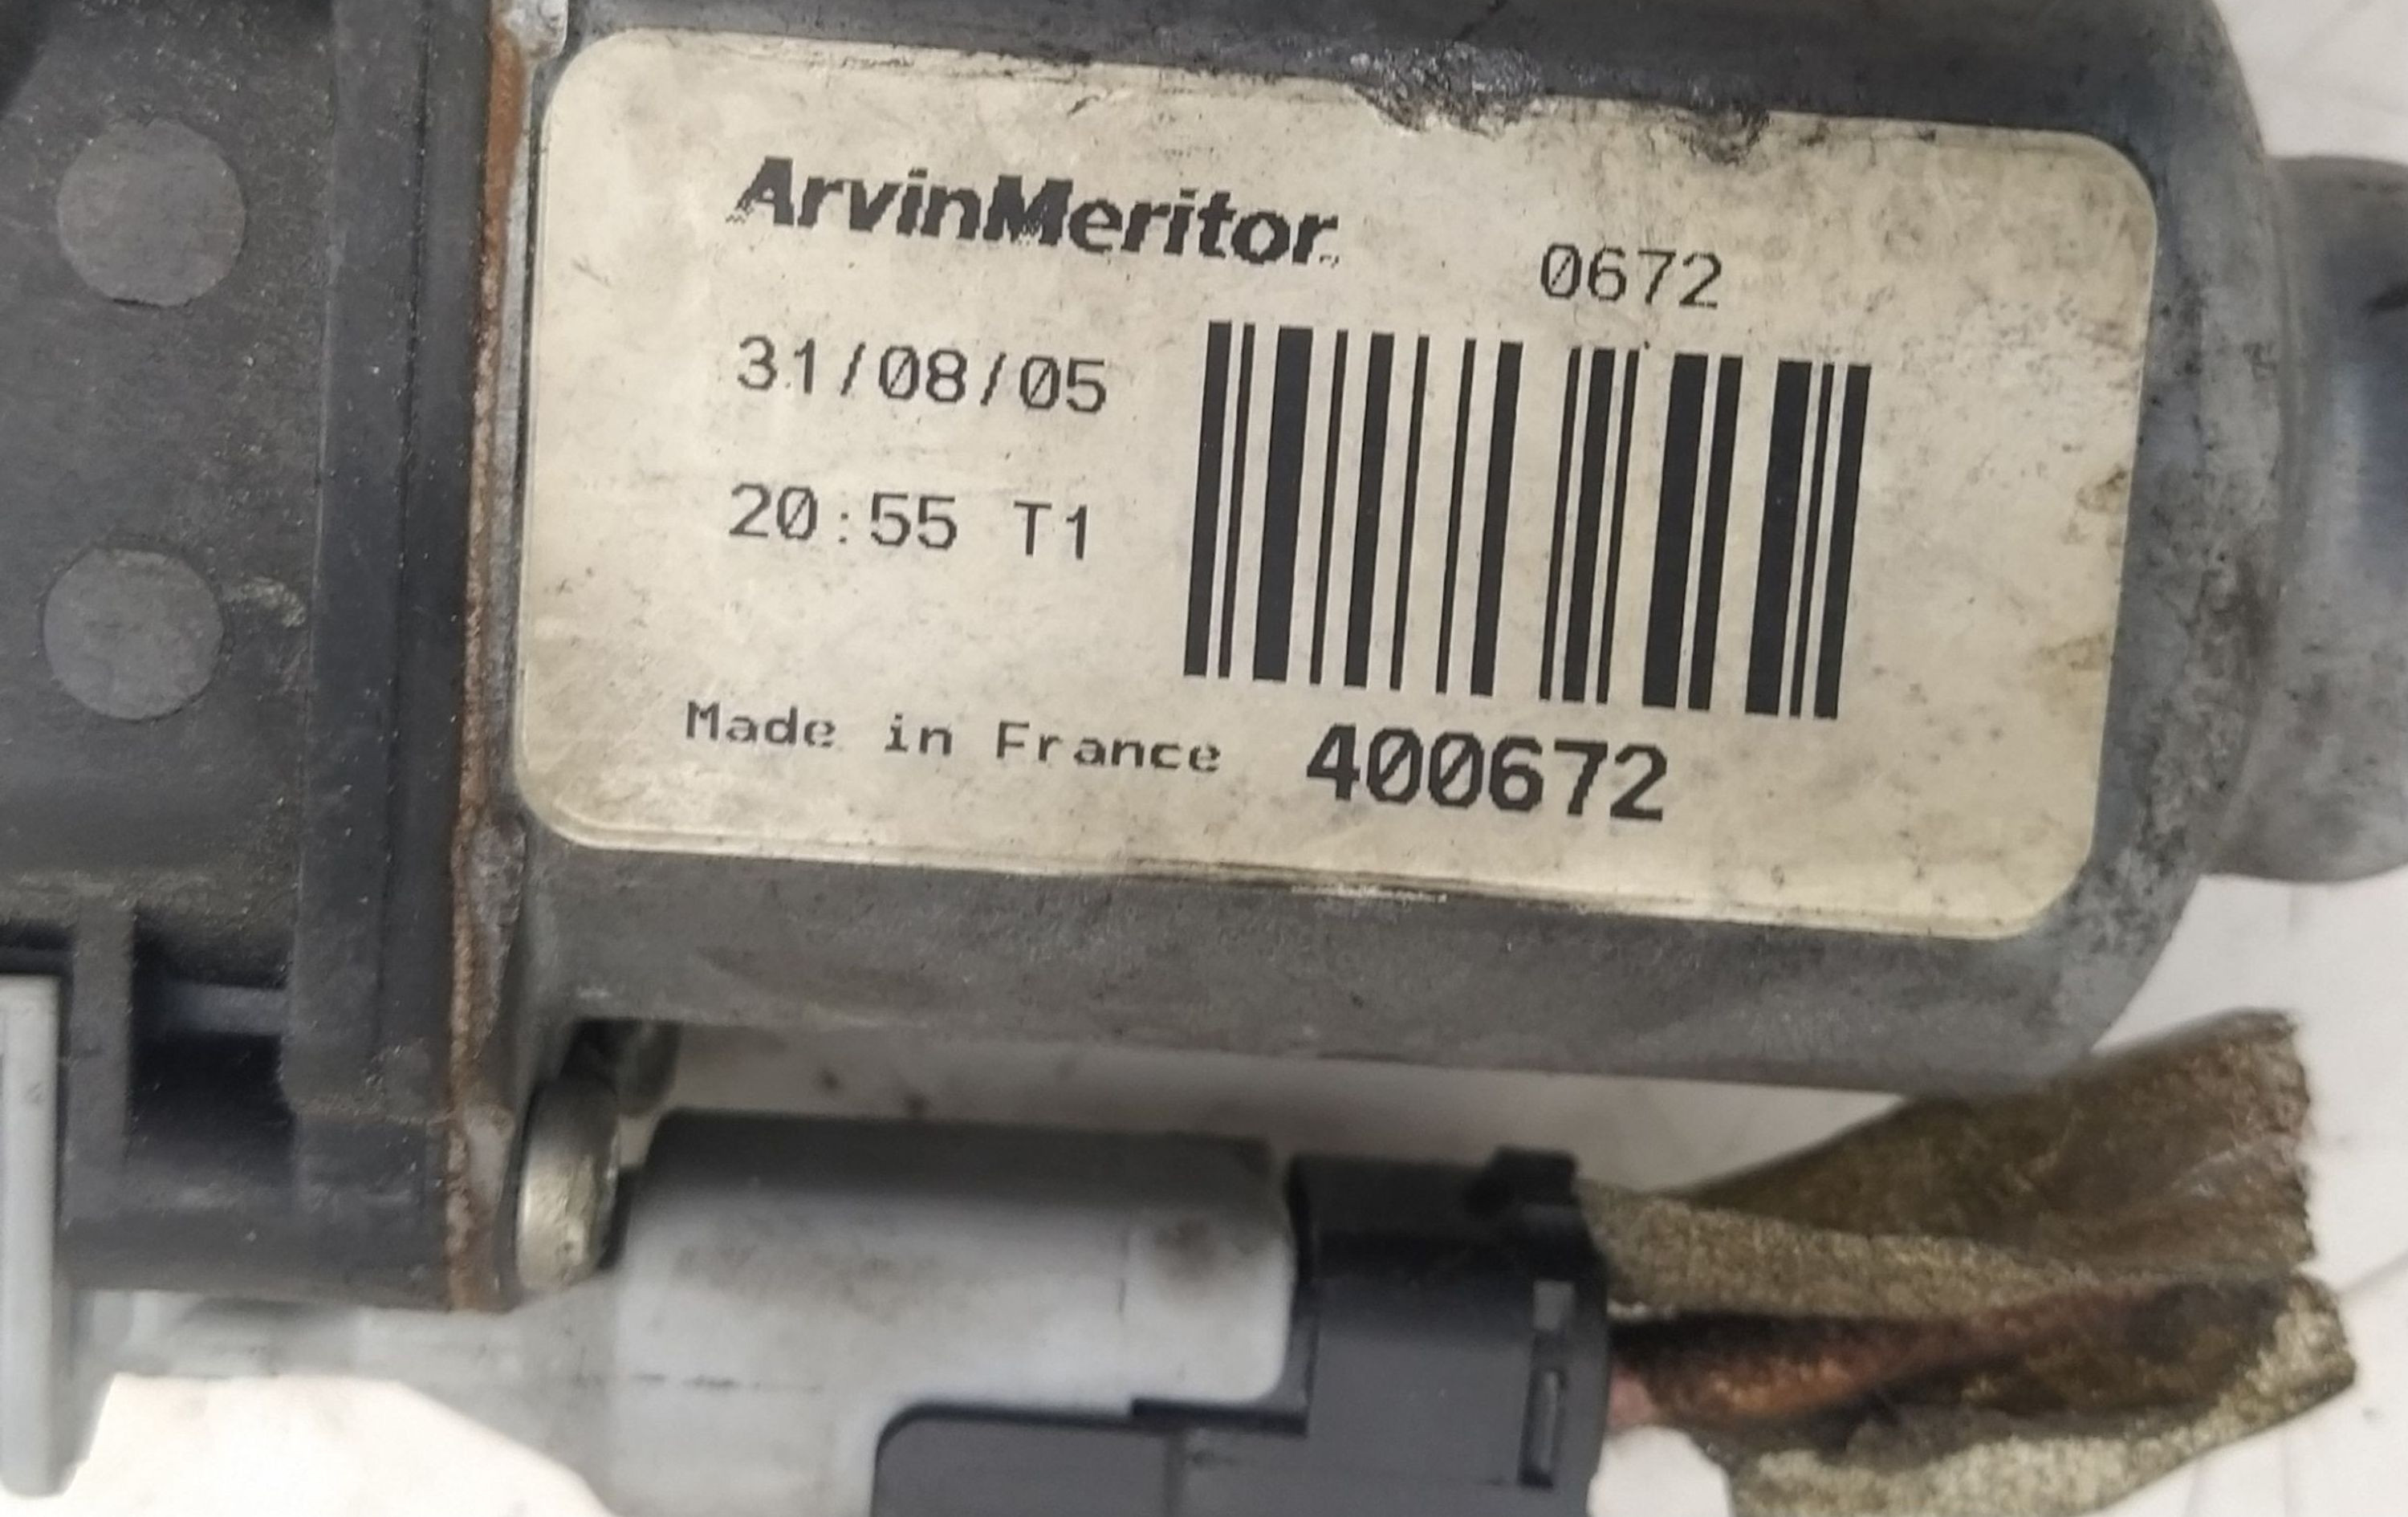 ArvinMeritor
0672
31/08/05
20:55 T1
Made in France 400672